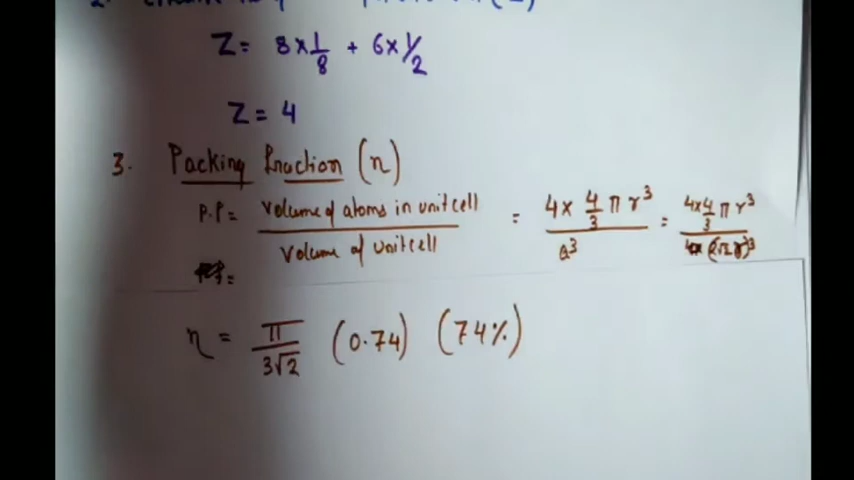 2.
Z= 8×1/8 + 6×1/2
Z = 4
3. Packing fraction (η)
P.F= Volume of atoms in unit cell / Volume of unit cell = 4× 4/3 π r³ / a³ = 4×4/3 π r³ / (2√2 r)³
η = π / 3√2 (0.74) (74%)